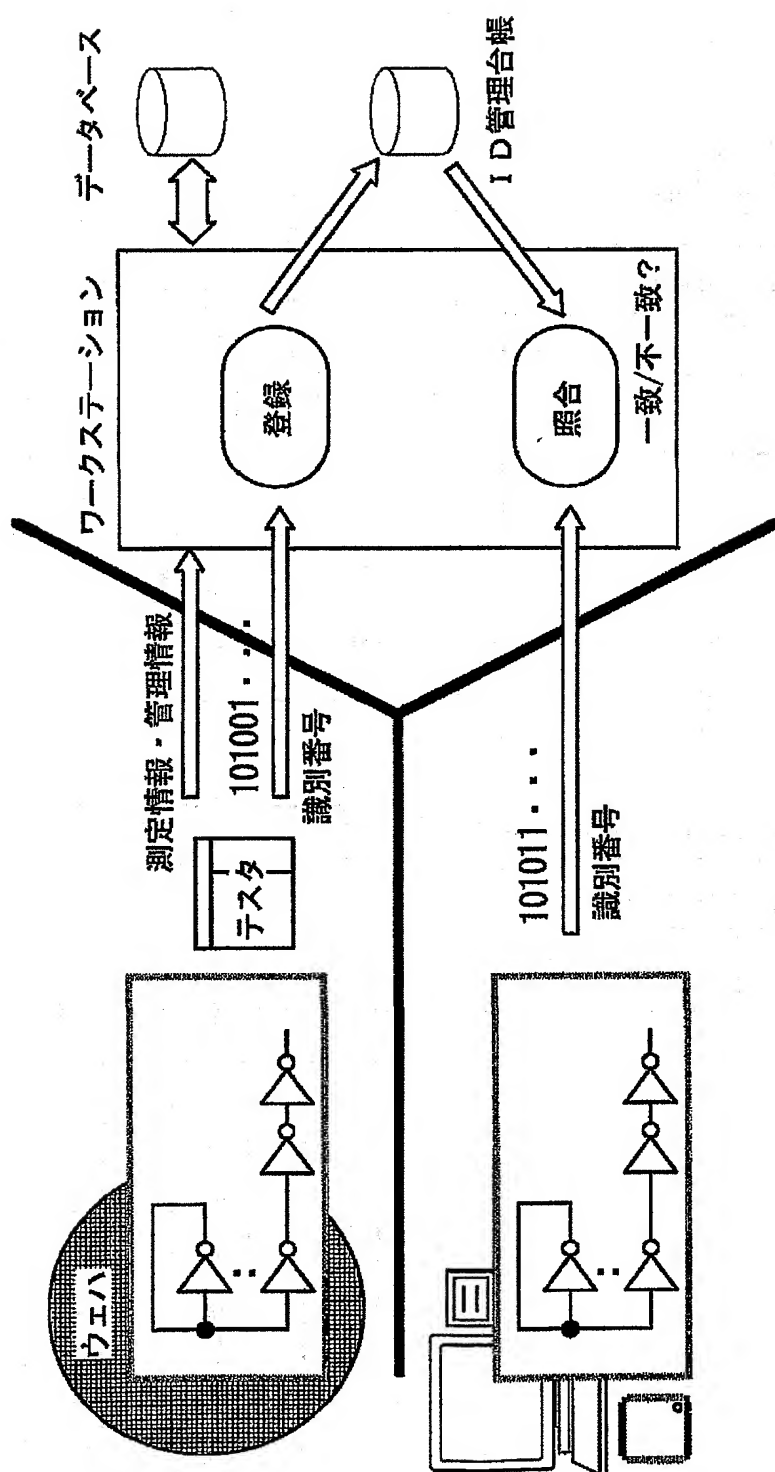 ウェハ
テスタ
測定情報・管理情報
101001・・・
識別番号
ワークステーション
登録
データベース
ID管理台帳
101011・・・
識別番号
照合
一致/不一致?